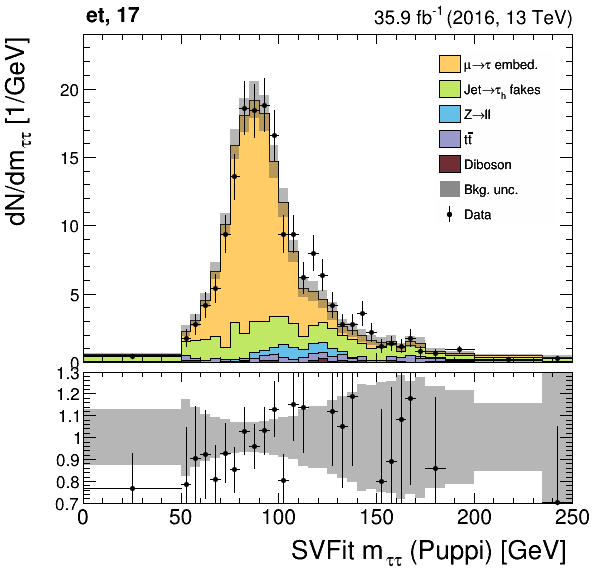 et, 17
35.9 fb⁻¹ (2016, 13 TeV)
dN/dm_ττ [1/GeV]
20
15
10
5
0
μ→τ embed.
Jet→τ_h fakes
Z→ll
tt̄
Diboson
Bkg. unc.
Data
1.3
1.2
1.1
1
0.9
0.8
0.7
0 50 100 150 200 250
SVFit m_ττ (Puppi) [GeV]